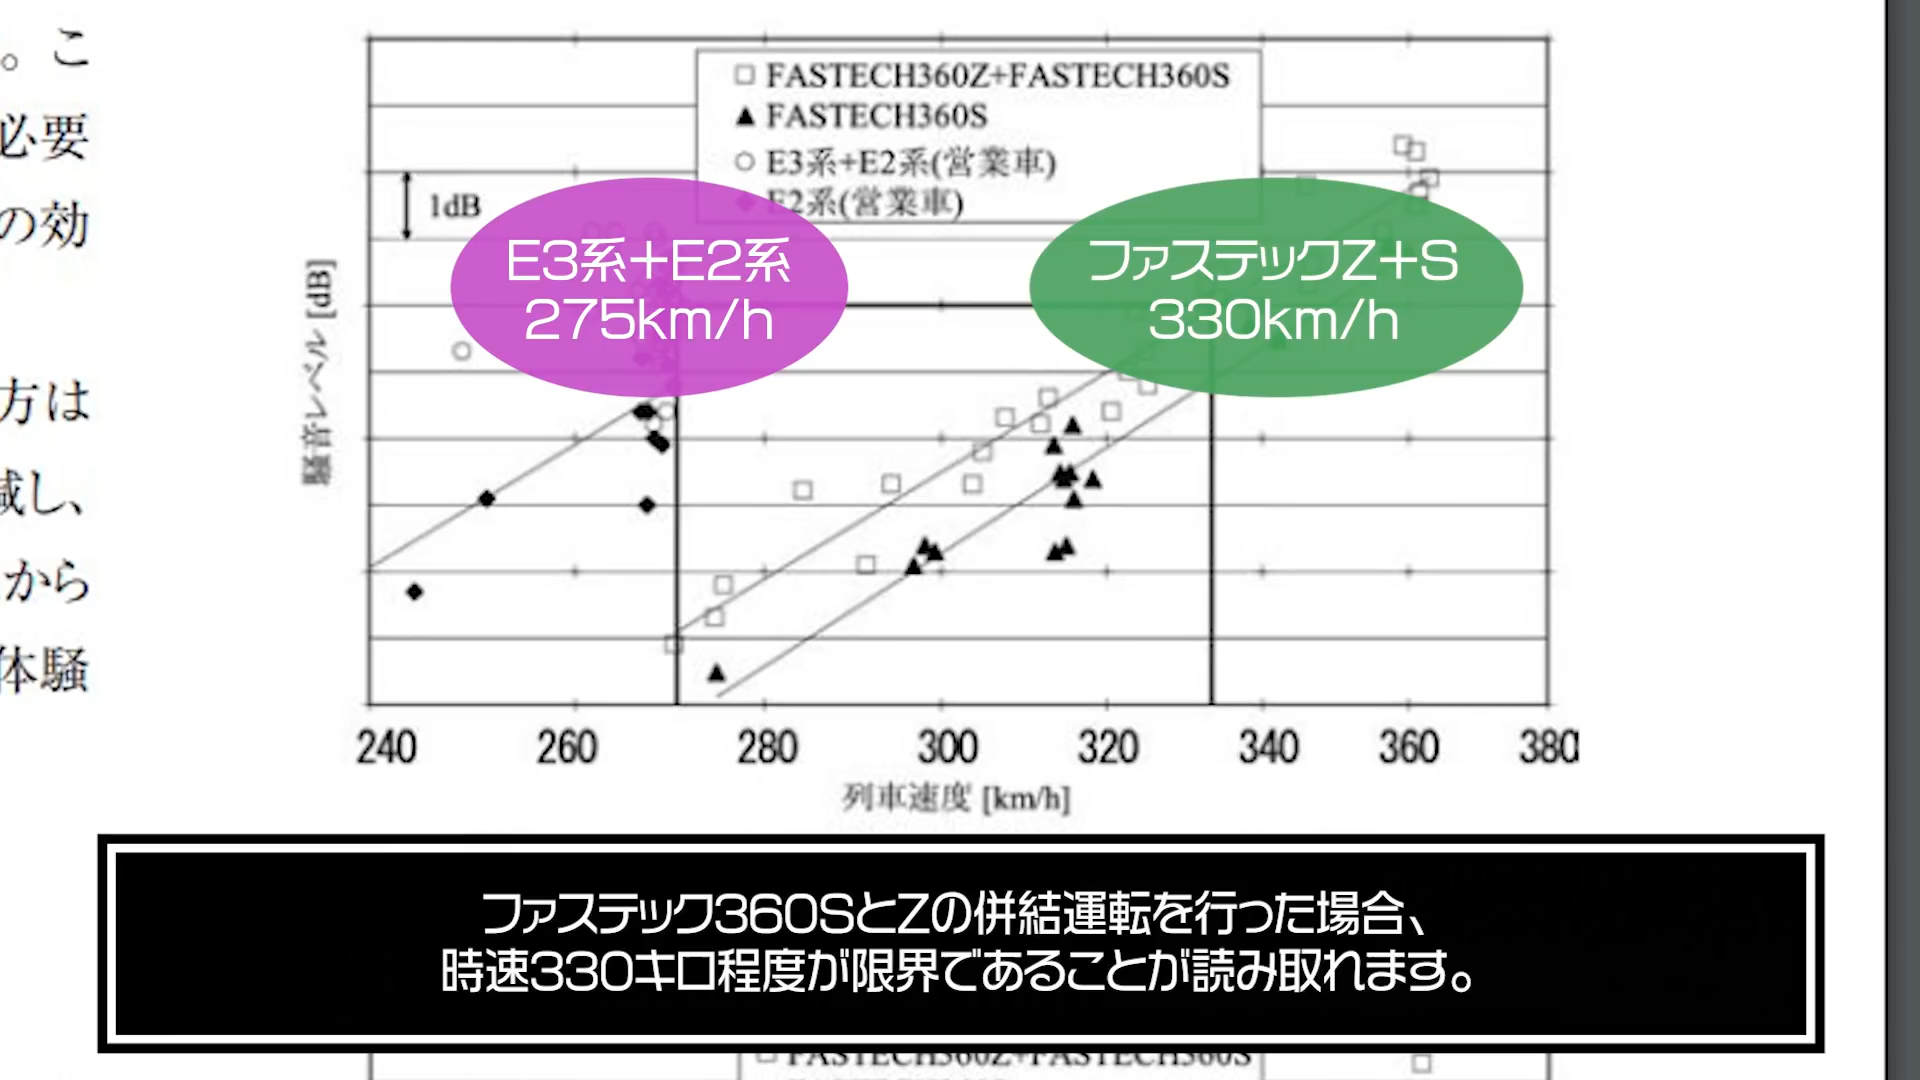 。こ
必要
の効
方は
減し、
から
体騒
FASTECH360Z+FASTECH360S
FASTECH360S
E3系+E2系(営業車)
E2系(営業車)
1dB
E3系+E2系
275km/h
ファステックZ+S
330km/h
騒音レベル [dB]
240 260 280 300 320 340 360 380
列車速度 [km/h]
ファステック360SとZの併結運転を行った場合、
時速330キロ程度が限界であることが読み取れます。
FASTECH360Z+FASTECH360S